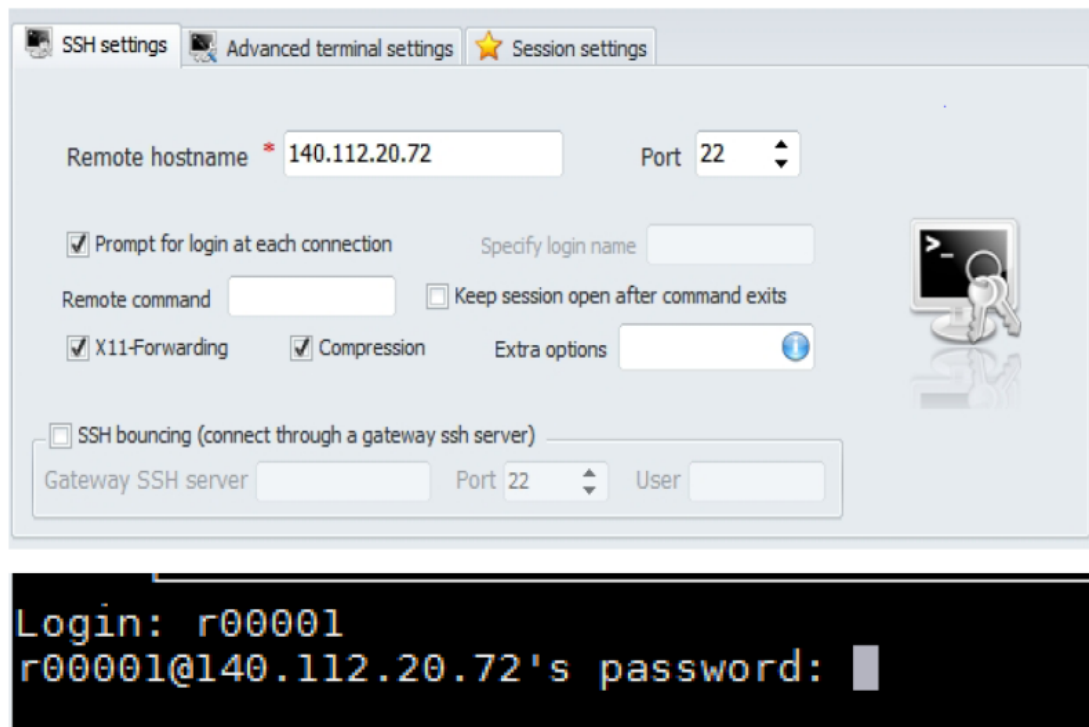 SSH settings Advanced terminal settings Session settings
Remote hostname * 140.112.20.72 Port 22
Prompt for login at each connection Specify login name
Remote command Keep session open after command exits
X11-Forwarding Compression Extra options
SSH bouncing (connect through a gateway ssh server)
Gateway SSH server Port 22 User
Login: r00001
r00001@140.112.20.72's password: